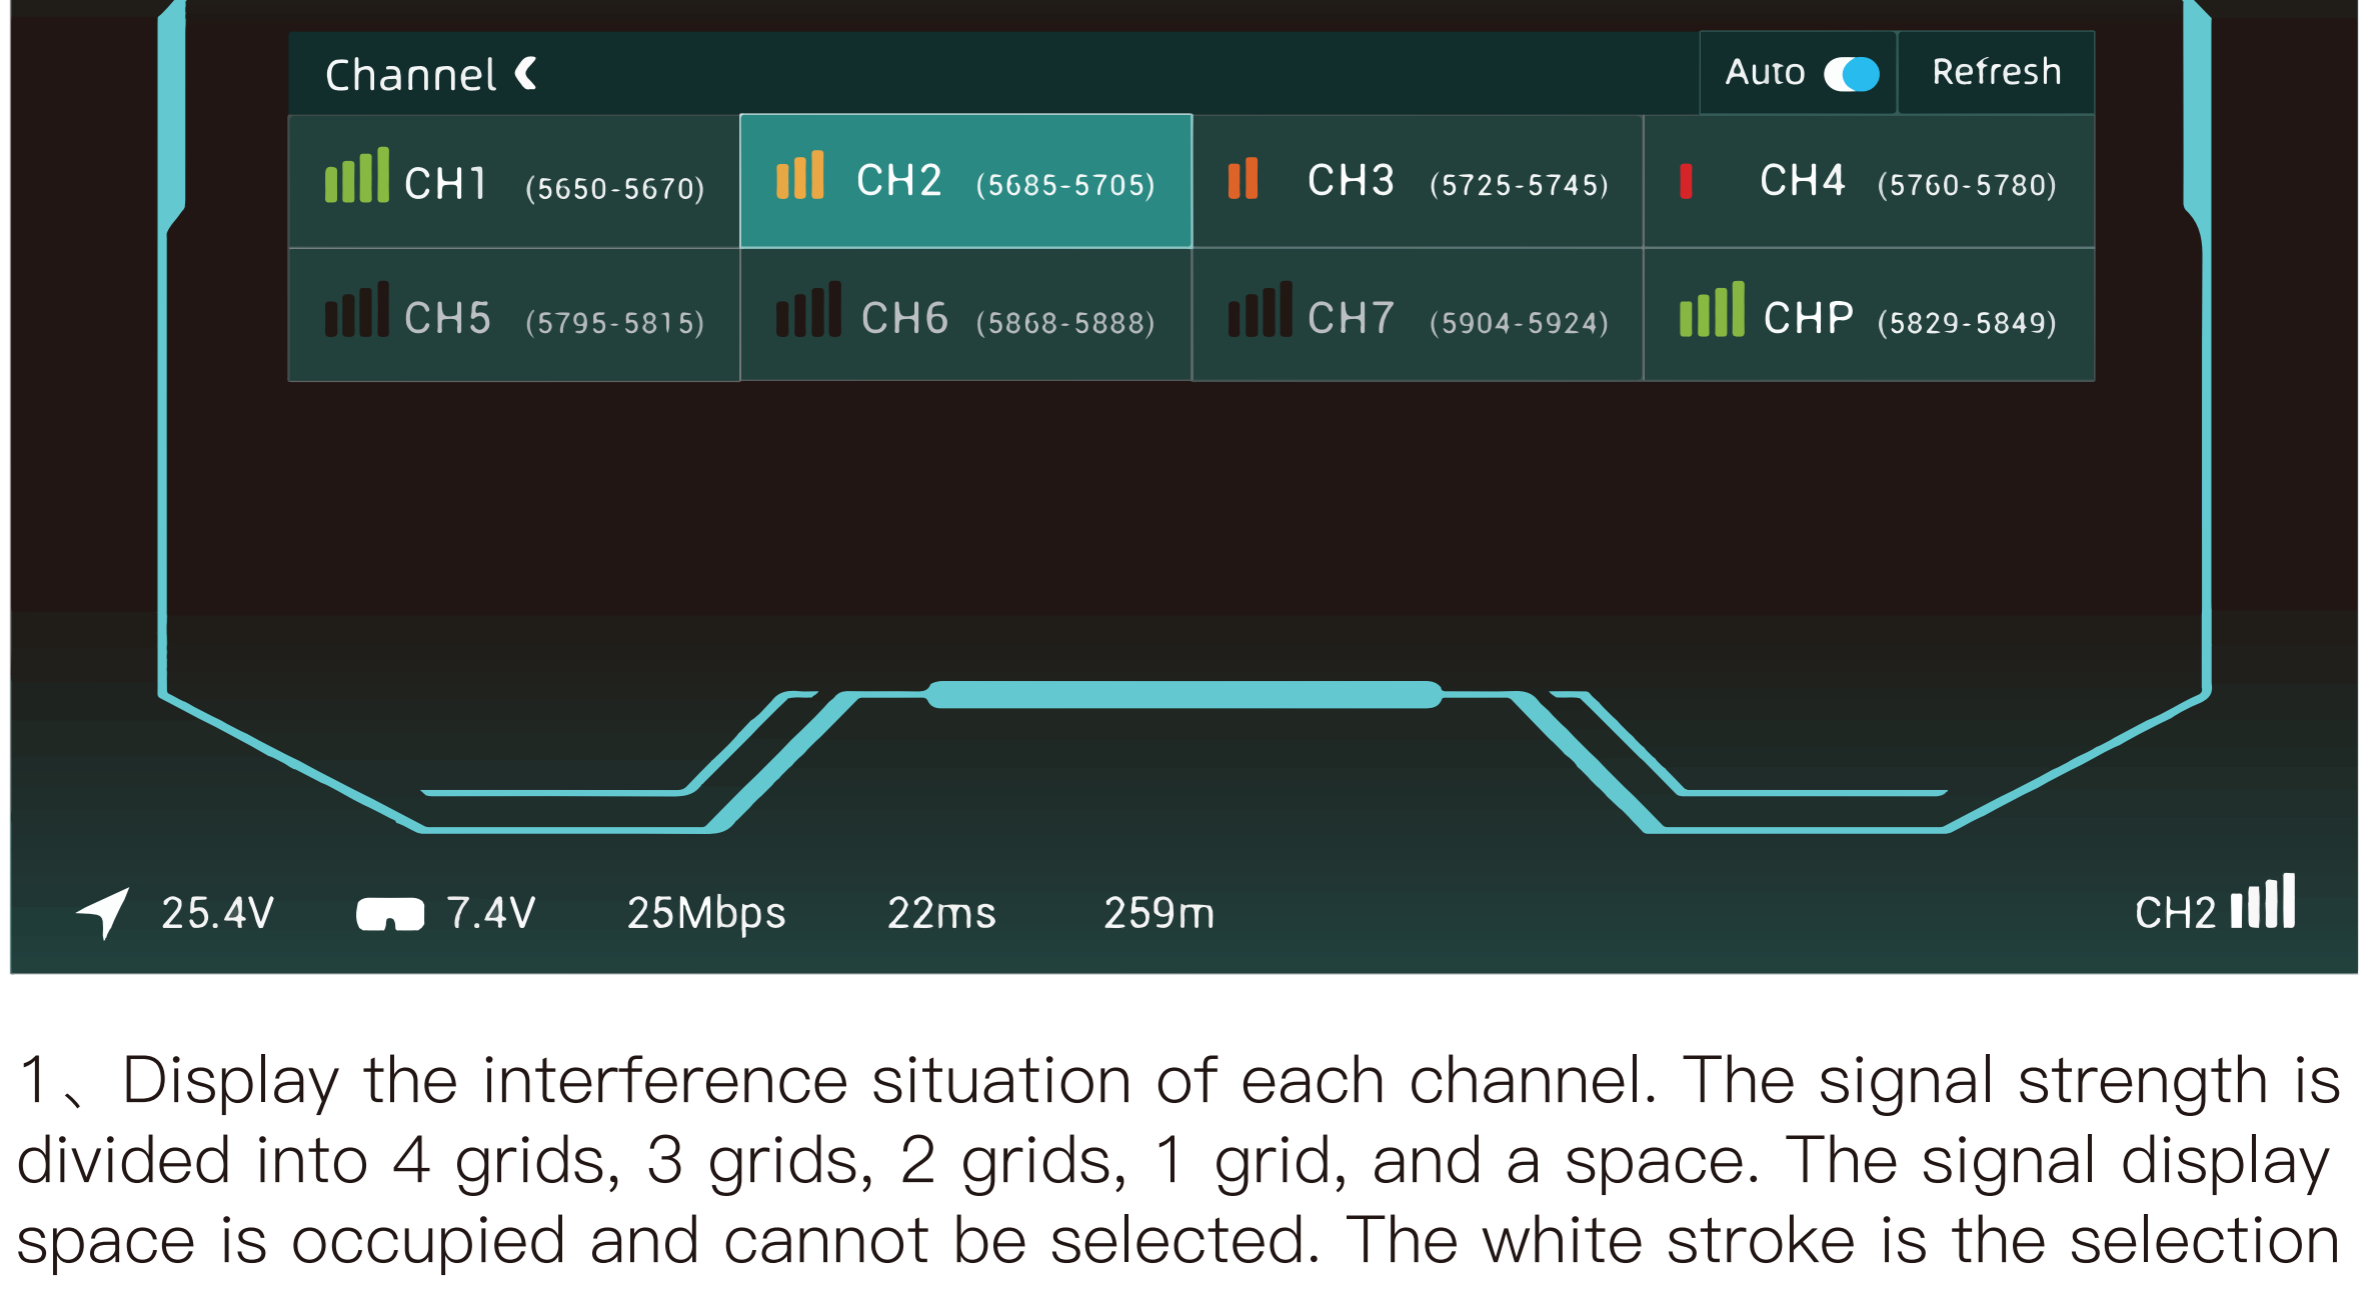 Channel Auto Refresh
CH1 (5650-5670) CH2 (5685-5705) CH3 (5725-5745) CH4 (5760-5780)
CH5 (5795-5815) CH6 (5868-5888) CH7 (5904-5924) CHP (5829-5849)
25.4V 7.4V 25Mbps 22ms 259m CH2
1、Display the interference situation of each channel. The signal strength is
divided into 4 grids, 3 grids, 2 grids, 1 grid, and a space. The signal display
space is occupied and cannot be selected. The white stroke is the selection